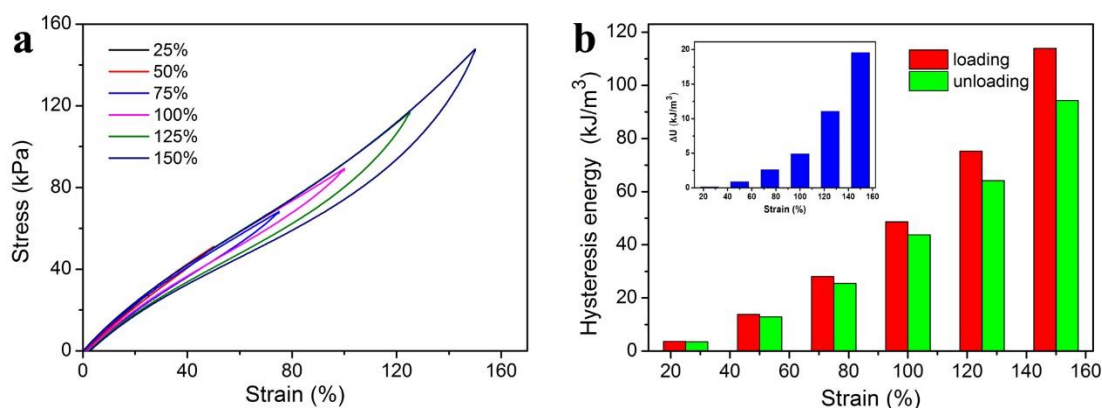 a
160
120
80
40
0
Stress (kPa)
25%
50%
75%
100%
125%
150%
0 40 80 120 160
Strain (%)
b
120
100
80
60
40
20
0
Hysteresis energy (kJ/m³)
loading
unloading
20
15
10
5
0
ΔU (kJ/m³)
20 40 60 80 100 120 140 160
Strain (%)
20 40 60 80 100 120 140 160
Strain (%)